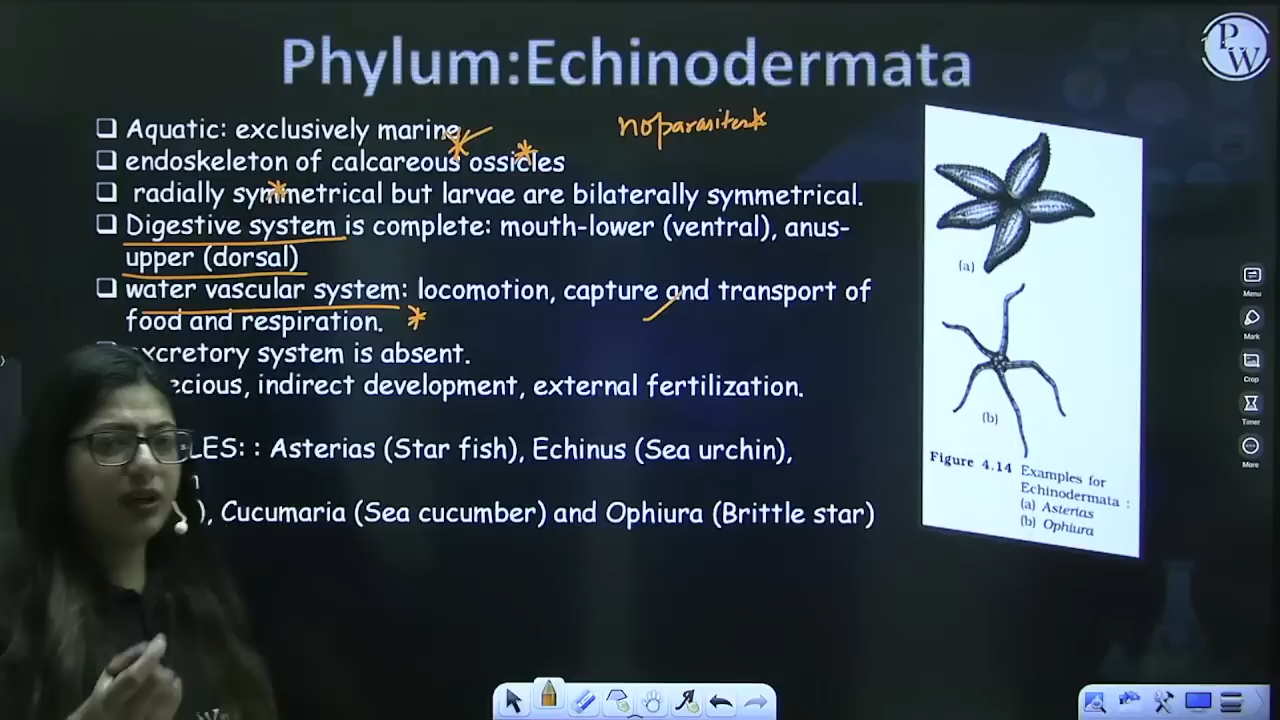 Phylum:Echinodermata
PW
Aquatic: exclusively marine
no parasites
endoskeleton of calcareous ossicles
radially symmetrical but larvae are bilaterally symmetrical.
Digestive system is complete: mouth-lower (ventral), anus-
upper (dorsal)
water vascular system: locomotion, capture and transport of
food and respiration.
excretory system is absent.
ecious, indirect development, external fertilization.
LES: : Asterias (Star fish), Echinus (Sea urchin),
), Cucumaria (Sea cucumber) and Ophiura (Brittle star)
(a)
(b)
Figure 4.14 Examples for
Echinodermata :
(a) Asterias
(b) Ophiura
Menu
Mark
Crop
Timer
More